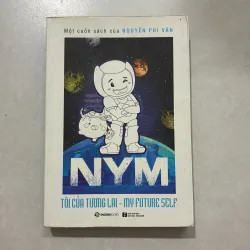 Một cuốn sách của NGUYỄN PHI VÂN
NYM
TÔI CỦA TƯƠNG LAI - MY FUTURE SELF